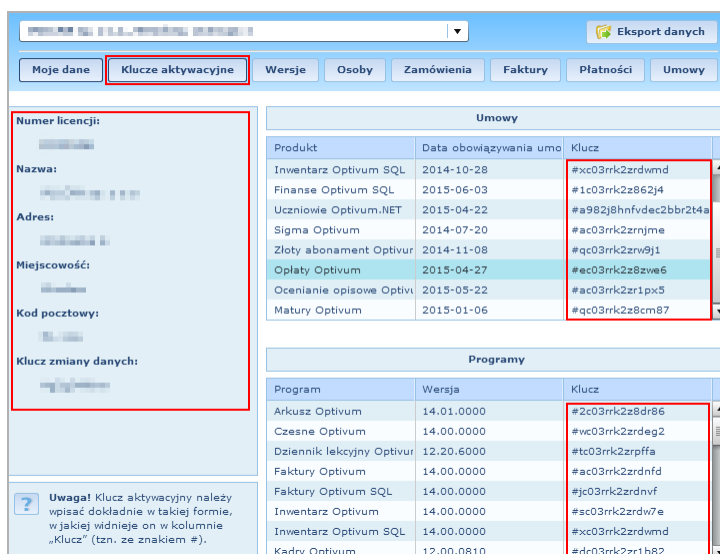 Eksport danych
Moje dane Klucze aktywacyjne Wersje Osoby Zamówienia Faktury Płatności Umowy
Numer licencji:
Nazwa:
Adres:
Miejscowość:
Kod pocztowy:
Klucz zmiany danych:
Uwaga! Klucz aktywacyjny należy
wpisać dokładnie w takiej formie,
w jakiej widnieje on w kolumnie
„Klucz” (tzn. ze znakiem #).
Umowy
Produkt Data obowiązywania umo Klucz
Inwentarz Optivum SQL 2014-10-28 #xc03rrk2zrdwmd
Finanse Optivum SQL 2015-06-03 #1c03rrk2z862j4
Uczniowie Optivum.NET 2015-04-22 #a982j8hnfvdec2bbr2t4a
Sigma Optivum 2014-07-20 #ac03rrk2zrnjme
Złoty abonament Optivur 2014-11-08 #qc03rrk2zrw9j1
Opłaty Optivum 2015-04-27 #ec03rrk2z8zwe6
Ocenianie opisowe Optivu 2015-05-22 #ac03rrk2zr1px5
Matury Optivum 2015-01-06 #qc03rrk2z8cm87
Programy
Program Wersja Klucz
Arkusz Optivum 14.01.0000 #2c03rrk2z8dr86
Czesne Optivum 14.00.0000 #wc03rrk2zrdeg2
Dziennik lekcyjny Optivur 12.20.6000 #tc03rrk2zrpffa
Faktury Optivum 14.00.0000 #ac03rrk2zrdnfd
Faktury Optivum SQL 14.00.0000 #jc03rrk2zrdnvf
Inwentarz Optivum 14.00.0000 #sc03rrk2zrdw7e
Inwentarz Optivum SQL 14.00.0000 #xc03rrk2zrdwmd
Kadry Optivum 12.00.0810 #dc03rrk2zr1b82